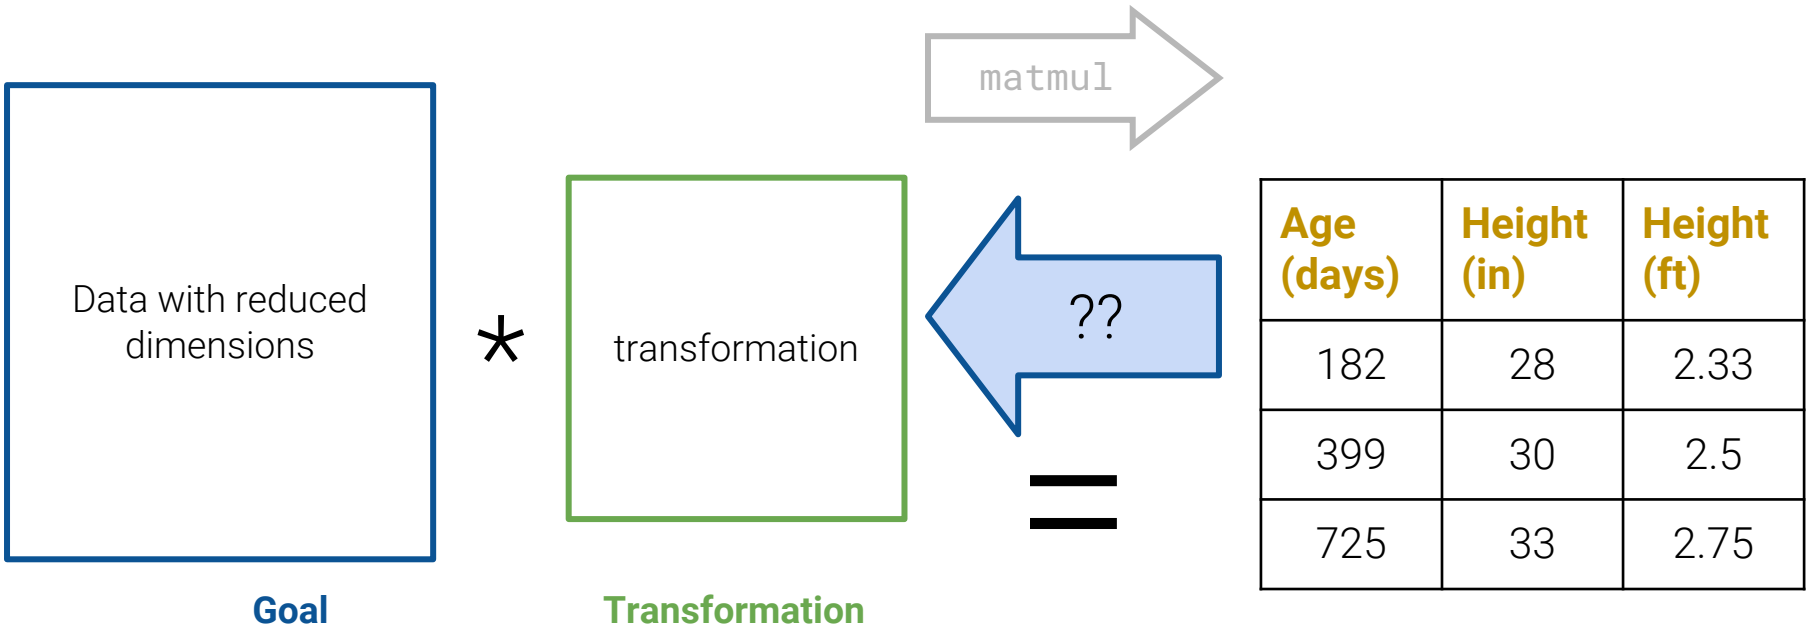 matmul
Data with reduced
dimensions
*
transformation
??
=
Age
(days)
Height
(in)
Height
(ft)
182
28
2.33
399
30
2.5
725
33
2.75
Goal
Transformation